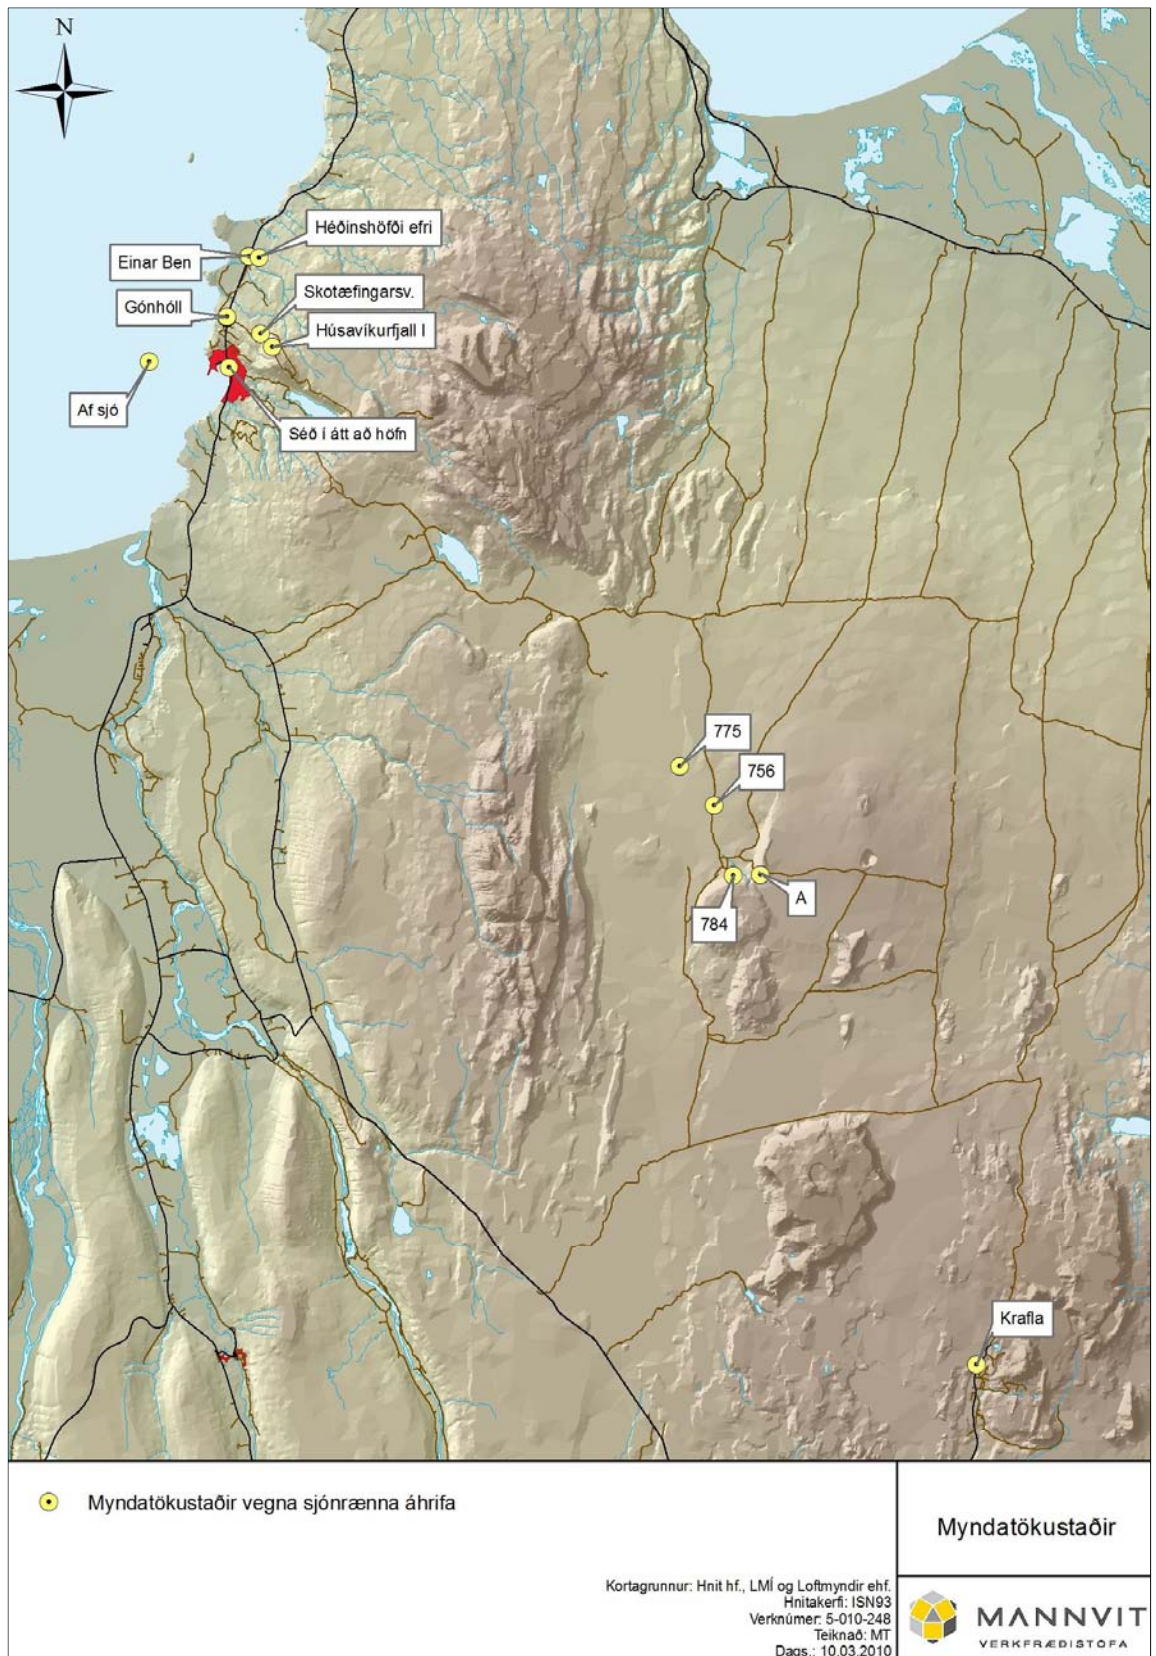 N
Héðinshöfði efri
Einar Ben
Skotæfingarsv.
Gónhóll
Húsavíkurfjall I
Af sjó
Séð í átt að höfn
775
756
A
784
Krafla
Myndatökustaðir vegna sjónrænna áhrifa
Myndatökustaðir
Kortagrunnur: Hnit hf., LMÍ og Loftmyndir ehf.
Hnitakerfi: ISN93
Verknúmer: 5-010-248
Teiknað: MT
Dags.: 10.03.2010
MANNVIT
VERKFRÆÐISTOFA